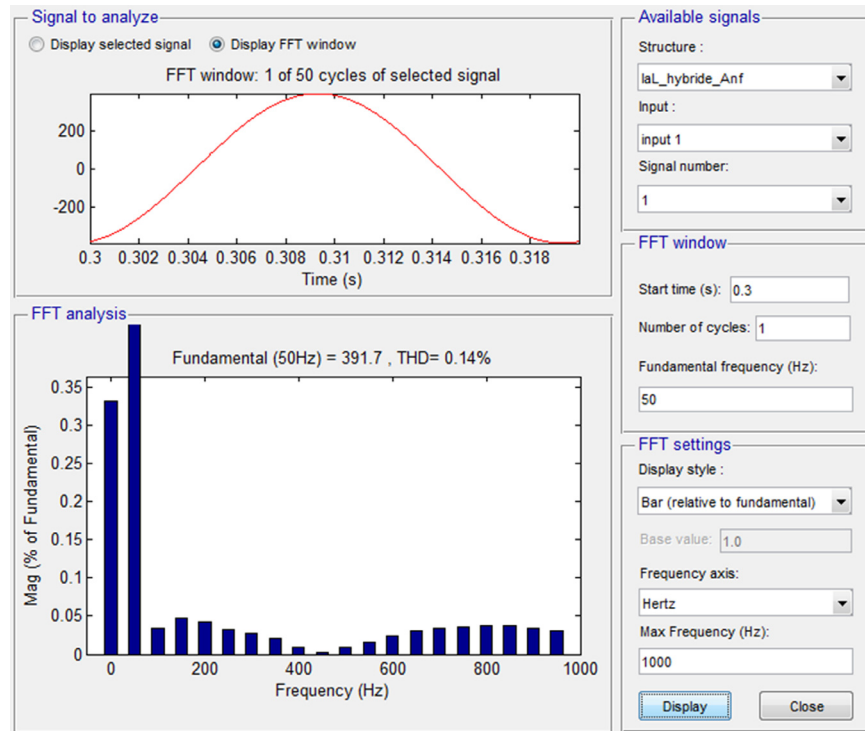 Signal to analyze
Display selected signal
Display FFT window
FFT window: 1 of 50 cycles of selected signal
200
0
-200
0.3 0.302 0.304 0.306 0.308 0.31 0.312 0.314 0.316 0.318
Time (s)
FFT analysis
Fundamental (50Hz) = 391.7 , THD= 0.14%
0.35
0.3
0.25
0.2
0.15
0.1
0.05
0
Mag (% of Fundamental)
0 200 400 600 800 1000
Frequency (Hz)
Available signals
Structure :
IaL_hybride_Anf
Input :
input 1
Signal number:
1
FFT window
Start time (s): 0.3
Number of cycles: 1
Fundamental frequency (Hz):
50
FFT settings
Display style :
Bar (relative to fundamental)
Base value: 1.0
Frequency axis:
Hertz
Max Frequency (Hz):
1000
Display Close